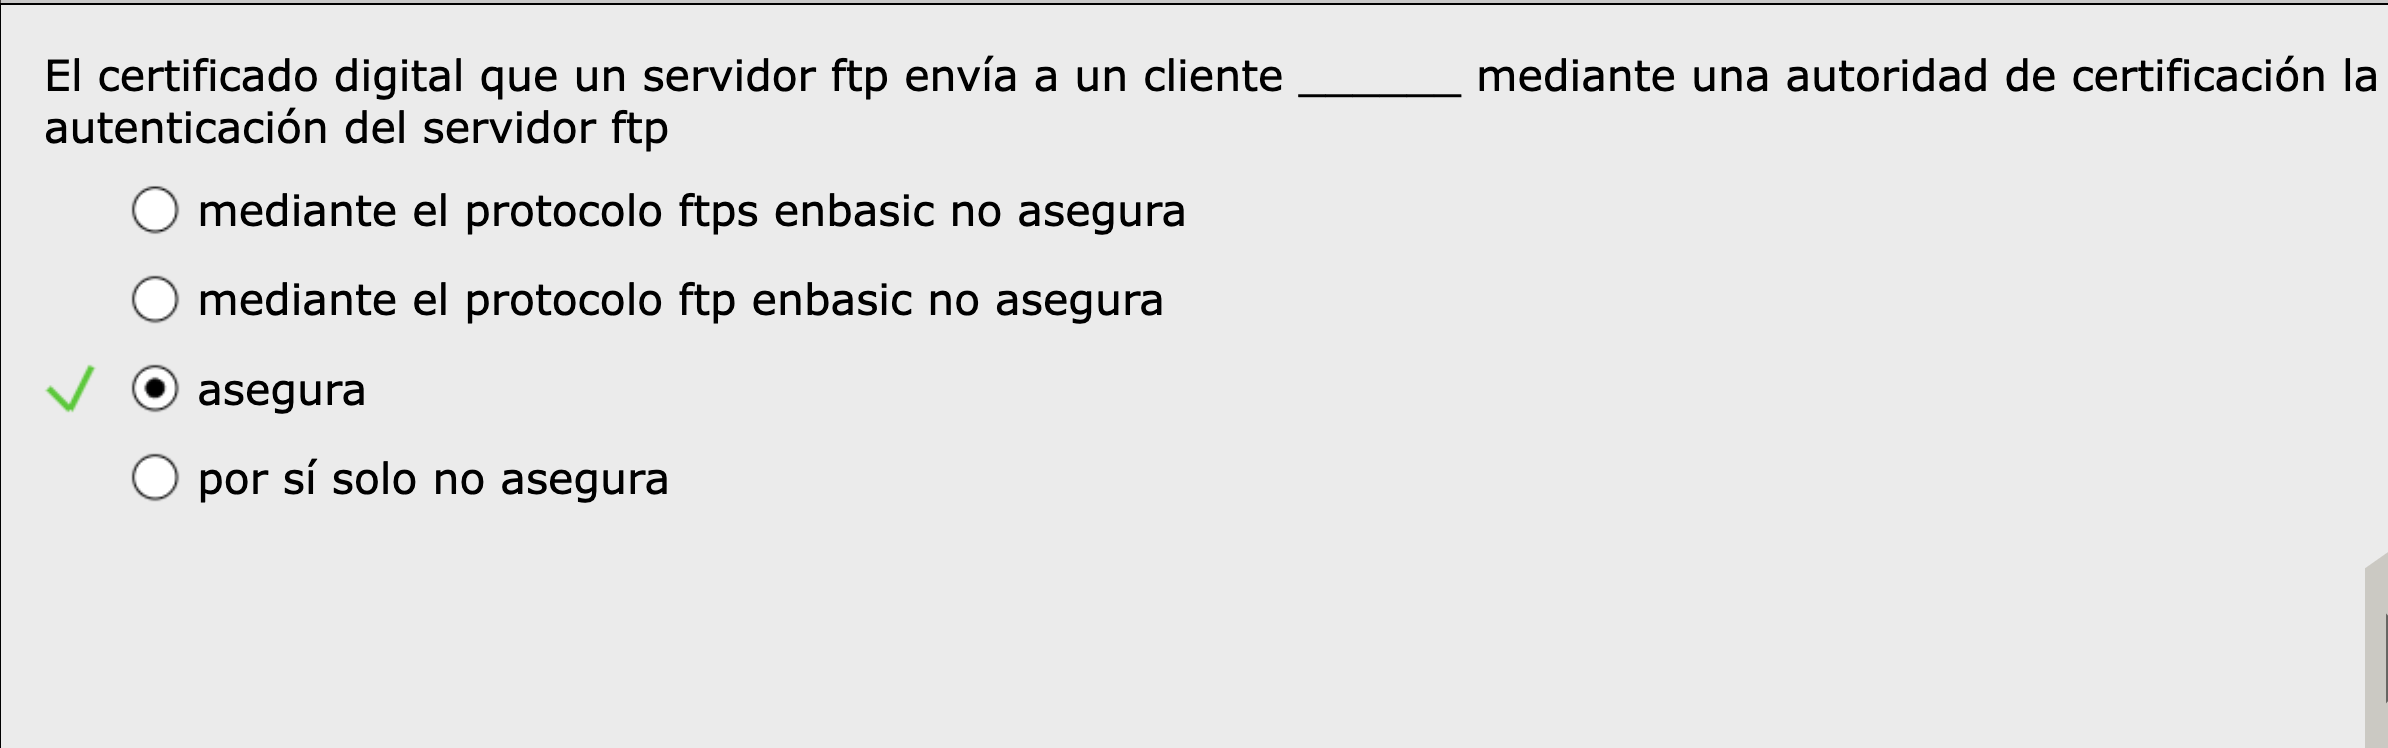 El certificado digital que un servidor ftp envía a un cliente ______ mediante una autoridad de certificación la
autenticación del servidor ftp
mediante el protocolo ftps enbasic no asegura
mediante el protocolo ftp enbasic no asegura
asegura
por sí solo no asegura